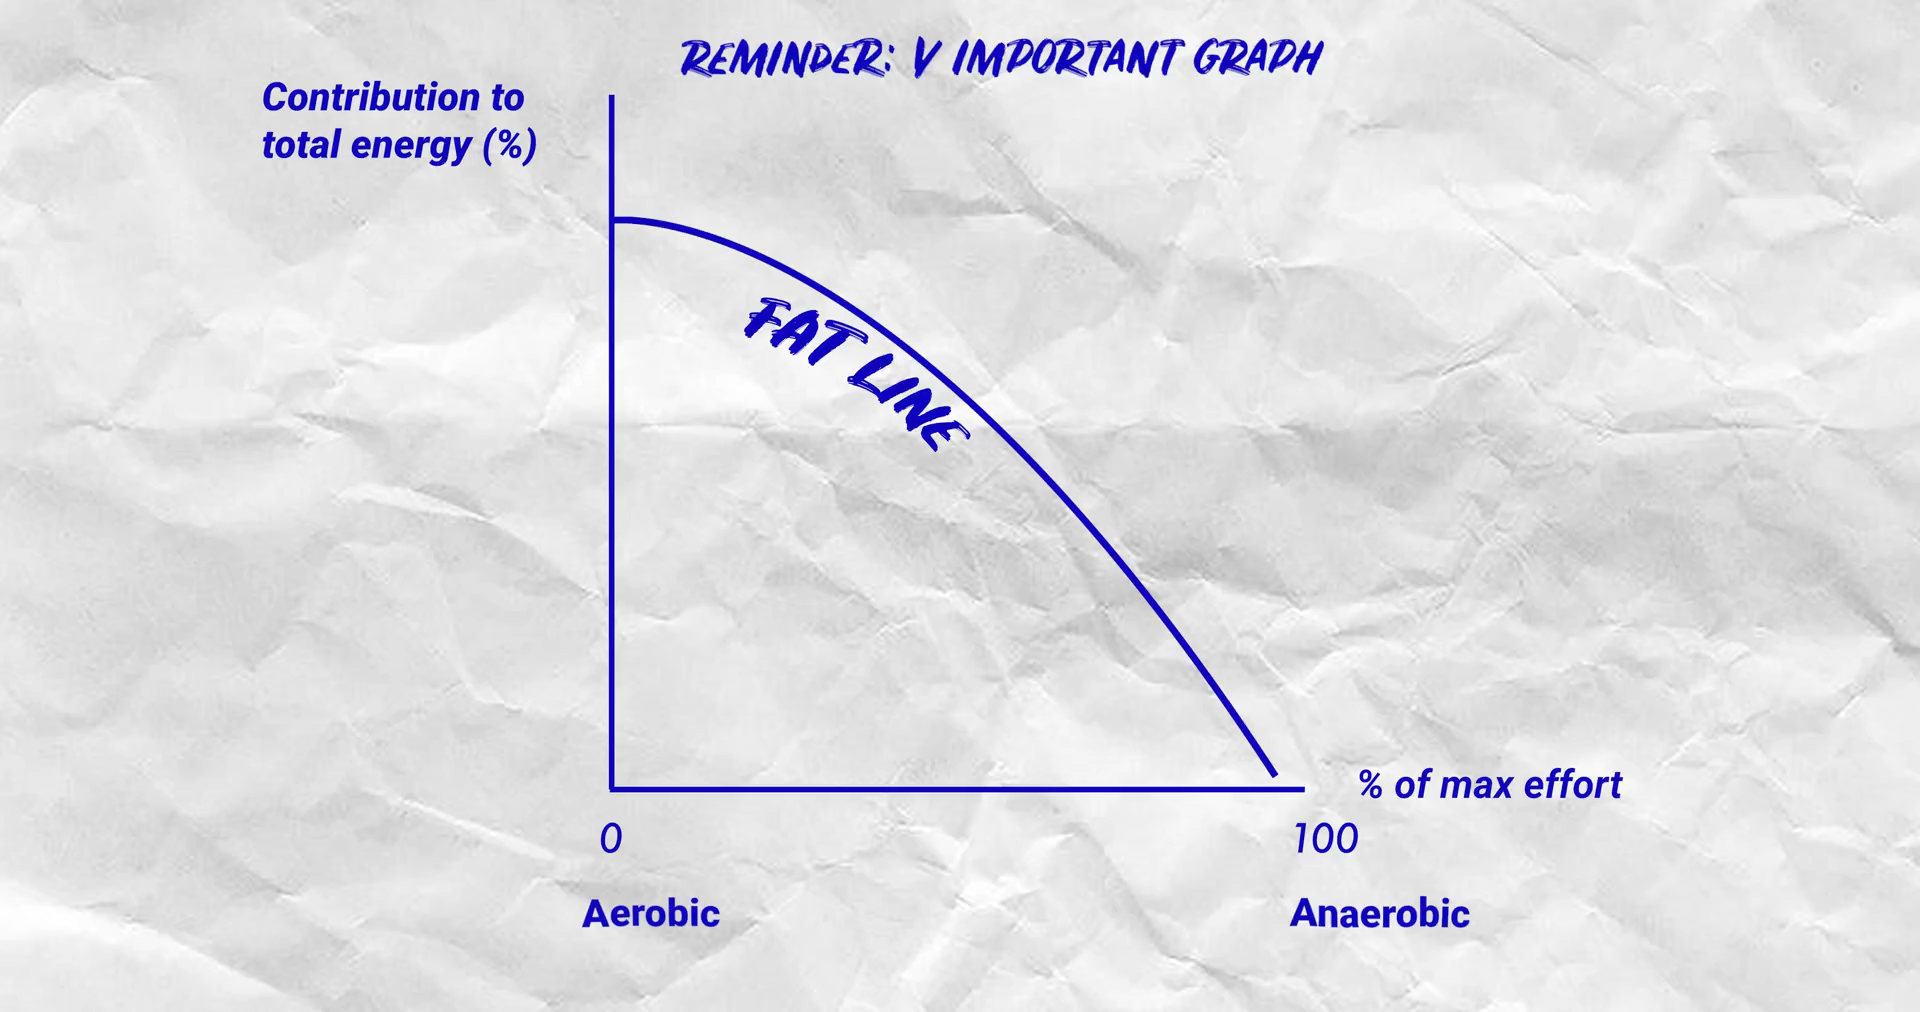 REMINDER: V IMPORTANT GRAPH
Contribution to
total energy (%)
FAT LINE
% of max effort
0
100
Aerobic
Anaerobic